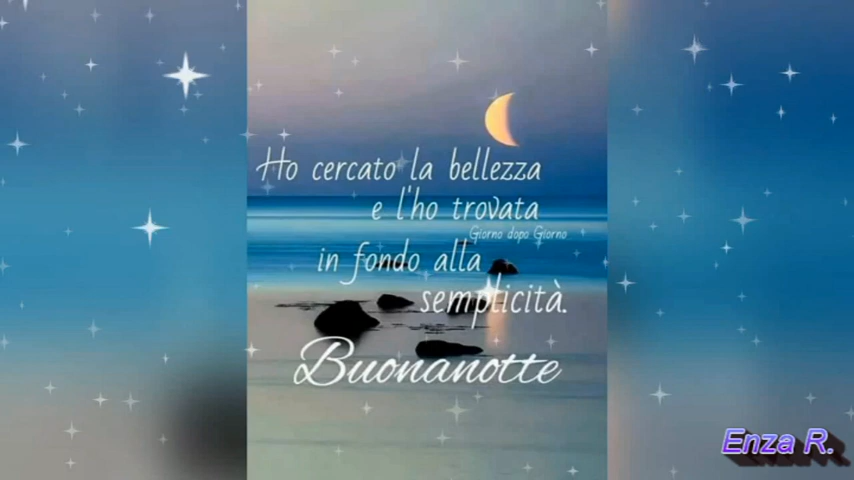 Ho cercato la bellezza
e l'ho trovata
Giorno dopo Giorno
in fondo alla
semplicità.
Buonanotte
Enza R.